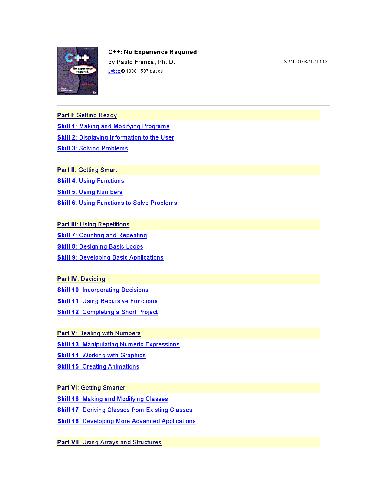 C++: No Experience Required
by Paulo Franca, Ph. D.
Part I: Getting Ready
Skill 1: Making and Modifying Programs
Skill 2: Displaying Information to the User
Skill 3: Solving Problems
Part II: Getting Smart
Skill 4: Using Functions
Skill 5: Using Numbers
Skill 6: Using Functions to Solve Problems
Part III: Using Repetitions
Skill 7: Counting and Repeating
Skill 8: Designing Basic Loops
Skill 9: Developing Basic Applications
Part IV: Deciding
Skill 10: Incorporating Decisions
Skill 11: Using Recursive Functions
Skill 12: Completing a Short Project
Part V: Dealing with Numbers
Skill 13: Manipulating Numeric Expressions
Skill 14: Working with Graphics
Skill 15: Creating Animations
Part VI: Getting Smarter
Skill 16: Making and Modifying Classes
Skill 17: Deriving Classes from Existing Classes
Skill 18: Developing More Advanced Applications
Part VII: Using Arrays and Structures